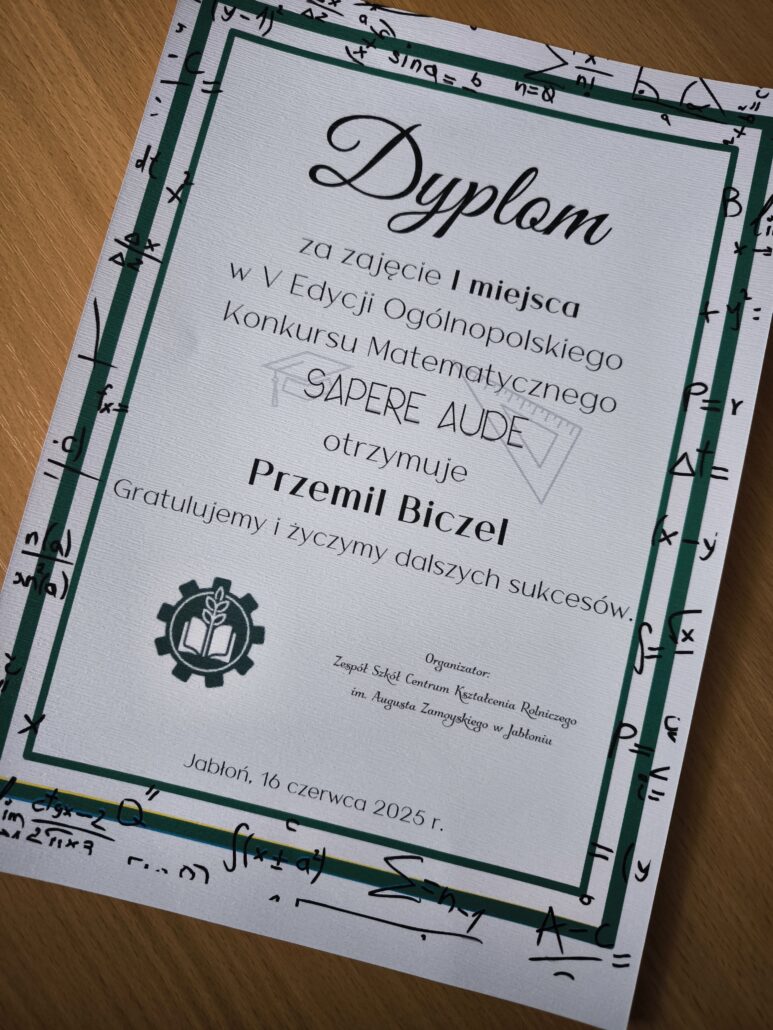 Dyplom
za zajęcie I miejsca
w V Edycji Ogólnopolskiego
Konkursu Matematycznego
SAPERE AUDE
otrzymuje
Przemil Biczel
Gratulujemy i życzymy dalszych sukcesów.
Organizator:
Zespół Szkół Centrum Kształcenia Rolniczego
im. Augusta Zamoyskiego w Jabłoniu
Jabłoń, 16 czerwca 2025 r.